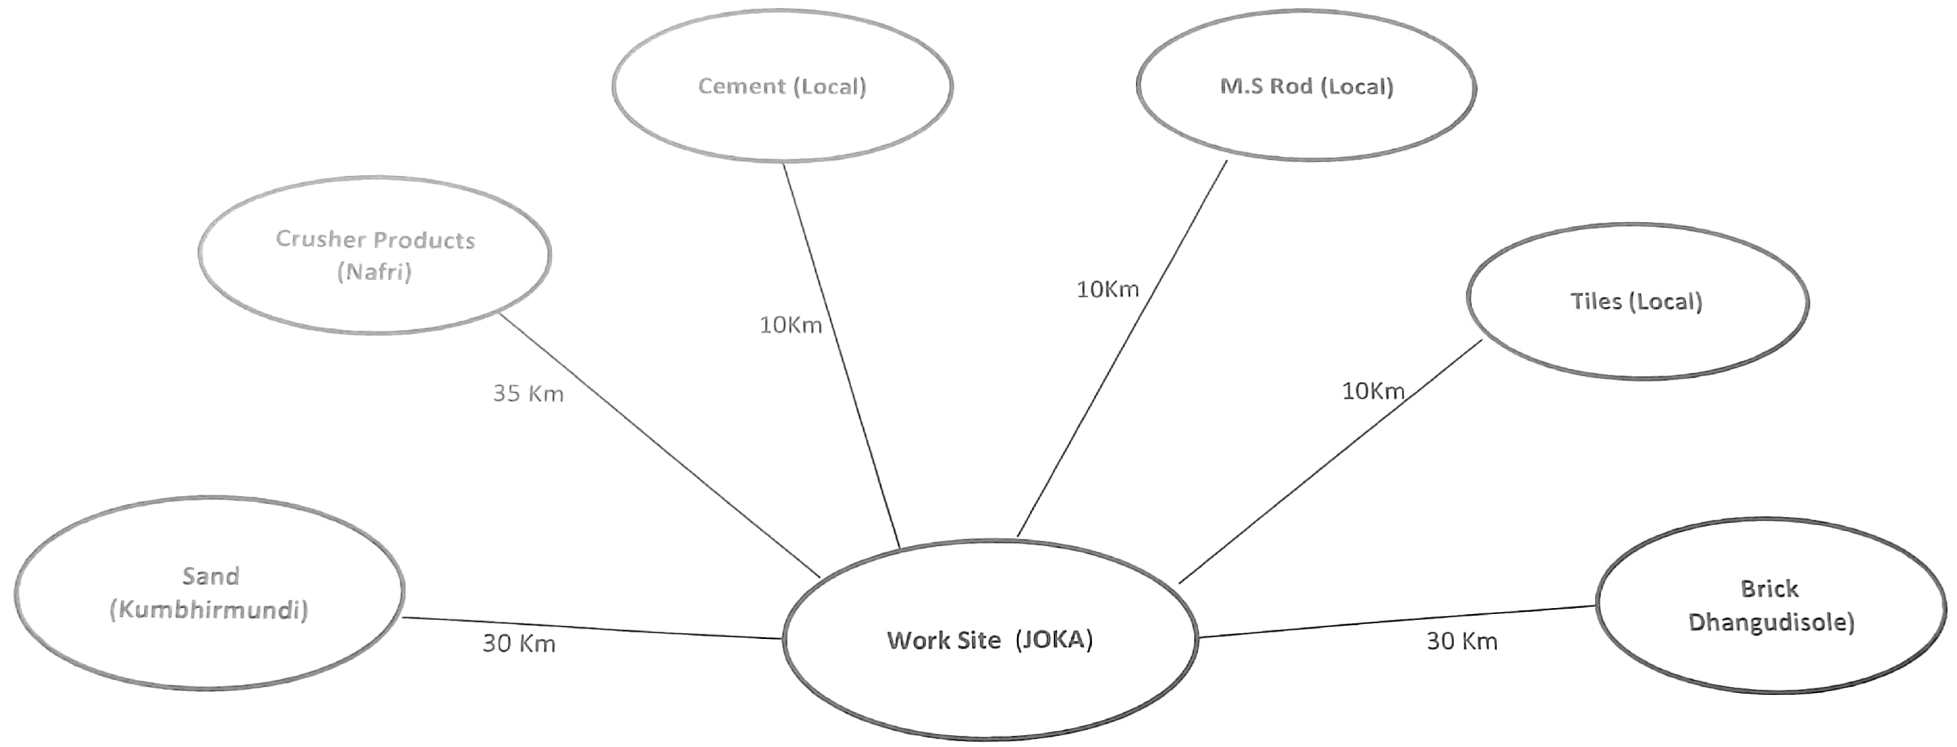 Cement (Local)
M.S Rod (Local)
Crusher Products
(Nafri)
Tiles (Local)
10Km
10Km
35 Km
10Km
Sand
(Kumbhirmundi)
30 Km
Work Site (JOKA)
30 Km
Brick
Dhangudisole)